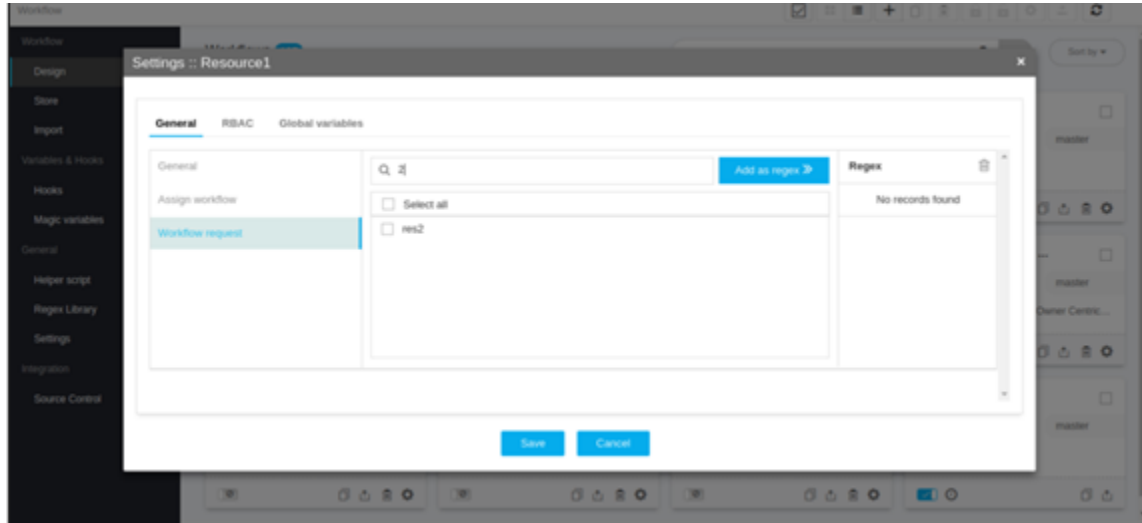 Workflow
Workflow
Design
Store
Import
Variables & Hooks
Hooks
Magic variables
General
Helper script
Regex Library
Settings
Integration
Source Control
Sort by
Settings :: Resource1
×
General RBAC Global variables
General
Assign workflow
Workflow request
2
Add as regex
Select all
res2
Regex
No records found
Save Cancel
master
master
Owner Centric...
master